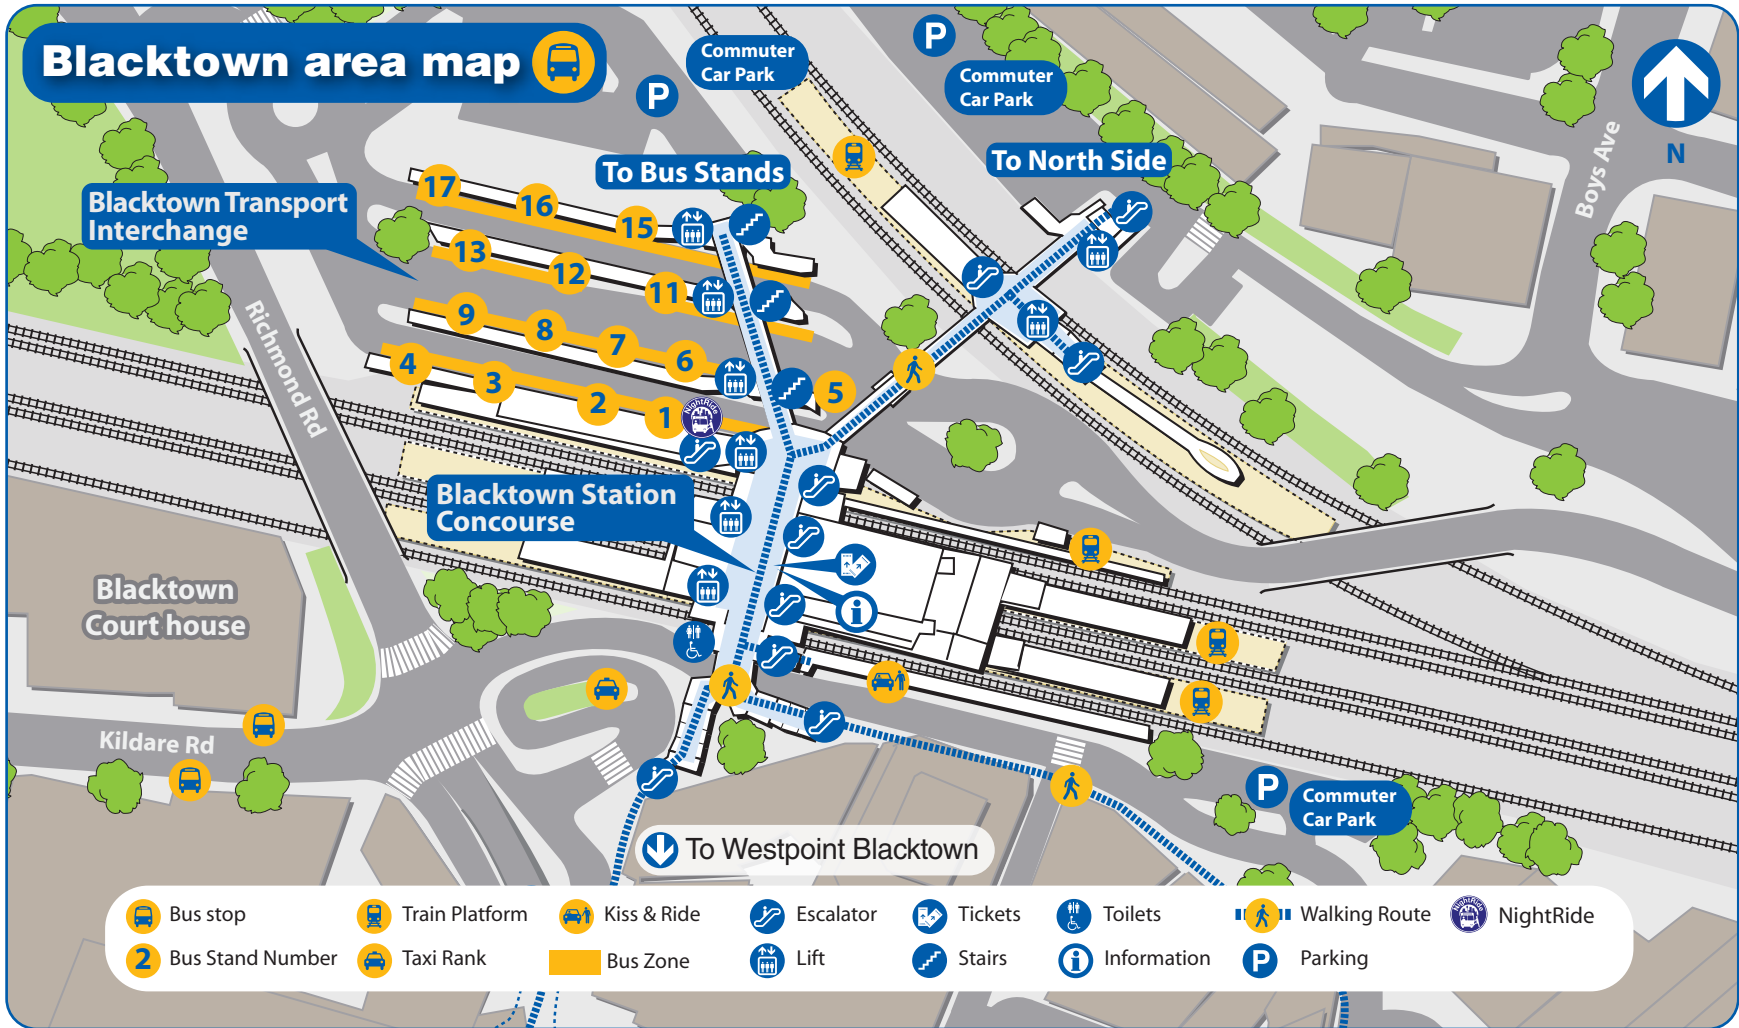 Blacktown area map
Commuter
Car Park
P
P
Commuter
Car Park
N
Boys Ave
To Bus Stands
To North Side
Blacktown Transport
Interchange
17
16
15
13
12
11
9
8
7
6
5
4
3
2
1
NightRide
Richmond Rd
Blacktown Station
Concourse
i
Blacktown
Court house
Kildare Rd
P
Commuter
Car Park
To Westpoint Blacktown
Bus stop
Train Platform
Kiss & Ride
Escalator
Tickets
Toilets
Walking Route
NightRide
NightRide
2
Bus Stand Number
Taxi Rank
Bus Zone
Lift
Stairs
i
Information
P
Parking